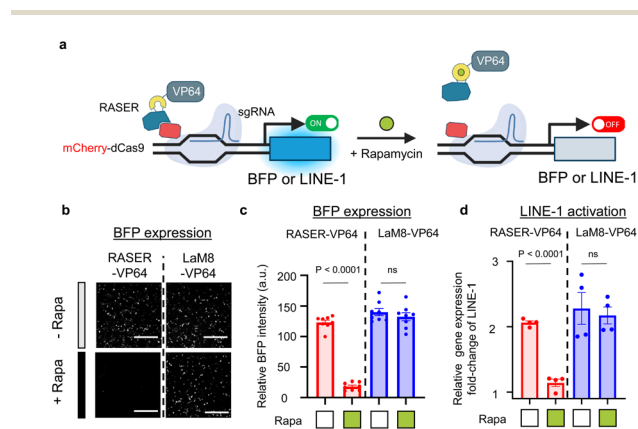 a
VP64
RASER
sgRNA
mCherry-dCas9
ON
BFP or LINE-1
+ Rapamycin
VP64
OFF
BFP or LINE-1
b
BFP expression
RASER
-VP64
LaM8
-VP64
- Rapa
+ Rapa
c
BFP expression
RASER-VP64
LaM8-VP64
P < 0.0001
ns
Relative BFP intensity (a.u.)
200
150
100
50
0
Rapa
d
LINE-1 activation
RASER-VP64
LaM8-VP64
P < 0.0001
ns
Relative gene expression
fold-change of LINE-1
3
2
1
Rapa